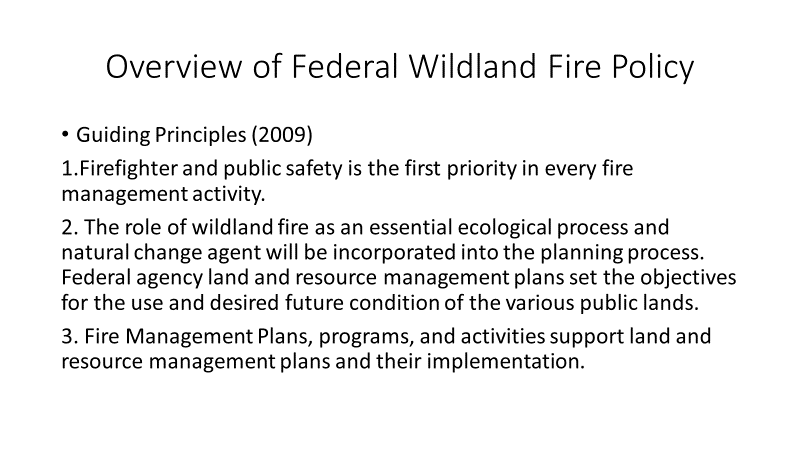 Overview of Federal Wildland Fire Policy
• Guiding Principles (2009)
1.Firefighter and public safety is the first priority in every fire
management activity.
2. The role of wildland fire as an essential ecological process and
natural change agent will be incorporated into the planning process.
Federal agency land and resource management plans set the objectives
for the use and desired future condition of the various public lands.
3. Fire Management Plans, programs, and activities support land and
resource management plans and their implementation.